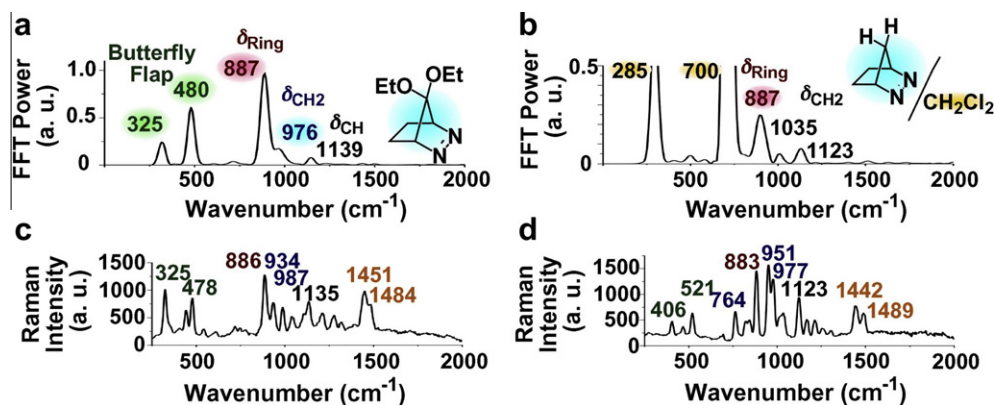 a
Butterfly
Flap
δRing
887
480
325
δCH2
976
δCH
1139
EtO
OEt
N
N
1.0
0.5
0
FFT Power
(a. u.)
500
1000
1500
2000
Wavenumber (cm-1)
b
285
700
δRing
887
δCH2
1035
1123
H
H
N
N
CH2Cl2
0.5
0
FFT Power
(a. u.)
500
1000
1500
2000
Wavenumber (cm-1)
c
325
478
886
934
987
1135
1451
1484
1500
1000
500
0
Raman
Intensity
(a. u.)
500
1000
1500
2000
Wavenumber (cm-1)
d
406
521
764
883
951
977
1123
1442
1489
1500
1000
500
0
Raman
Intensity
(a. u.)
500
1000
1500
2000
Wavenumber (cm-1)